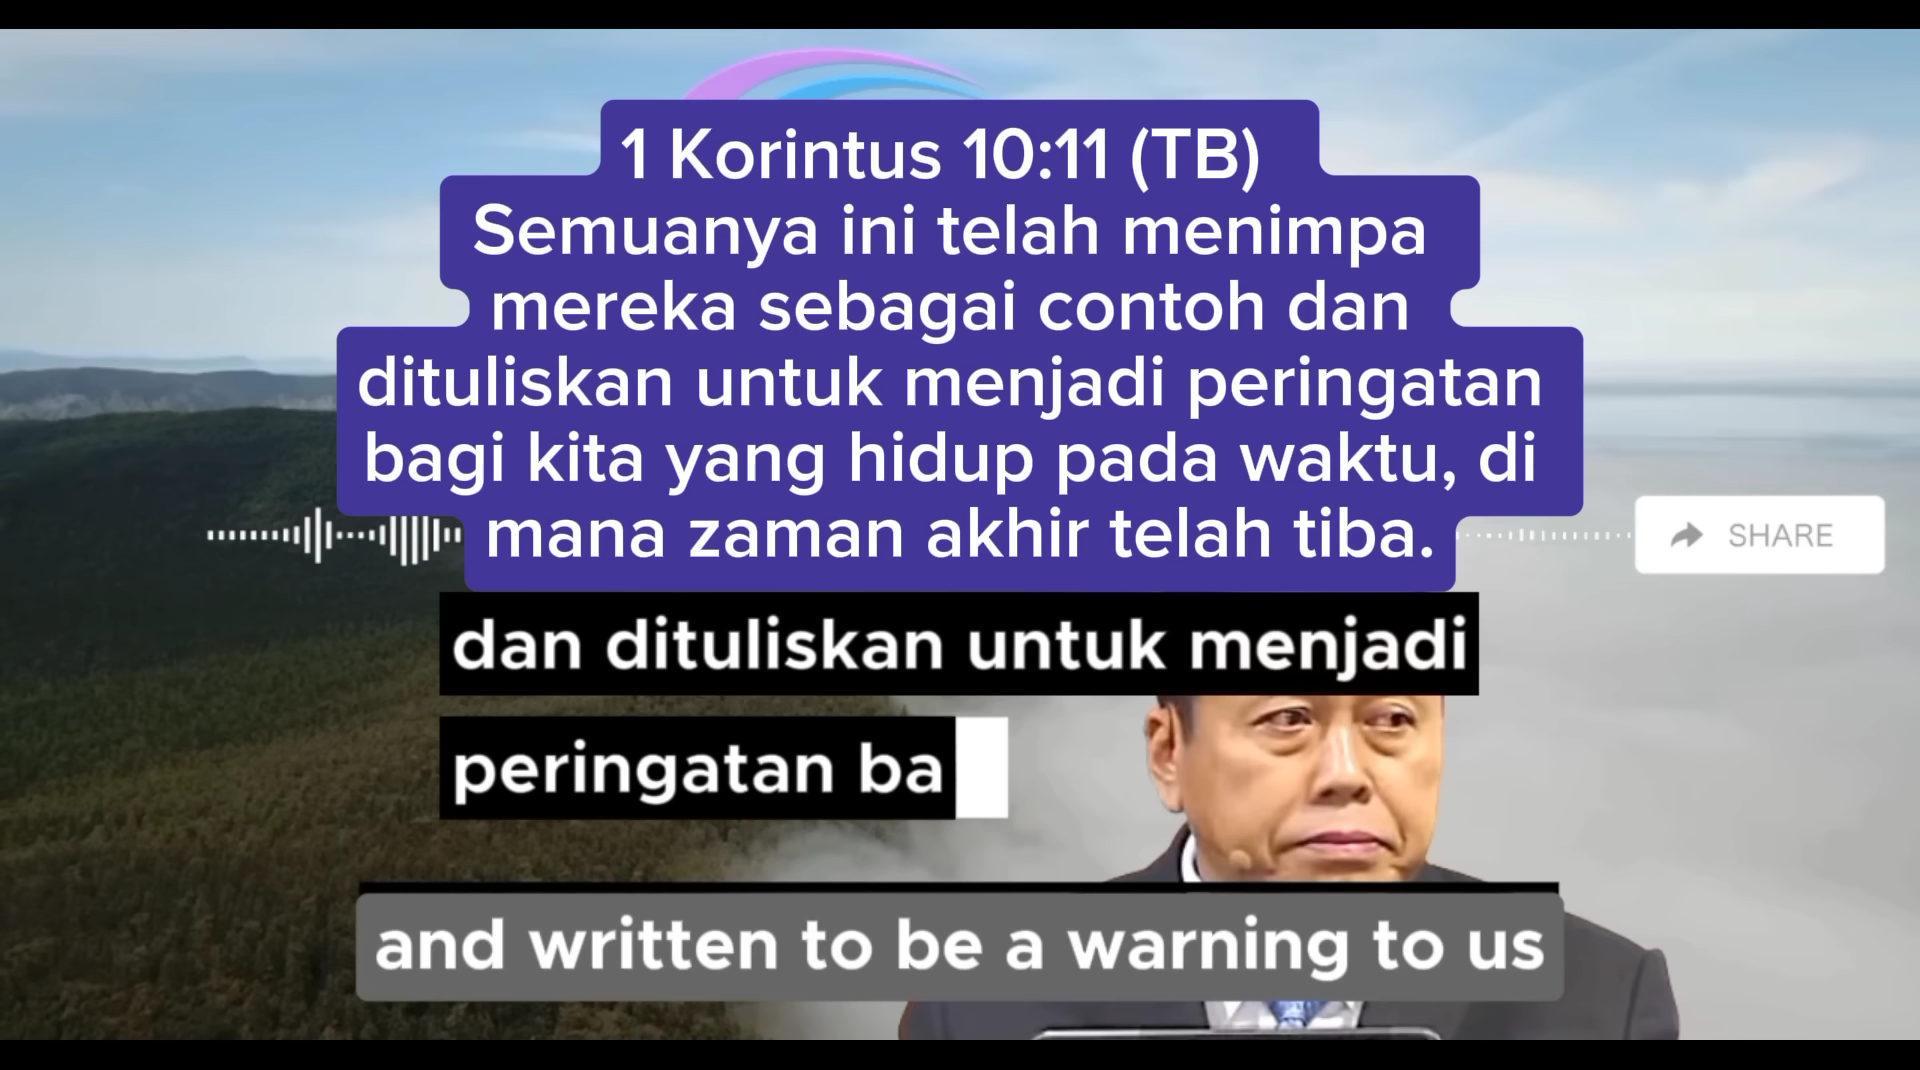 1 Korintus 10:11 (TB)
Semuanya ini telah menimpa
mereka sebagai contoh dan
dituliskan untuk menjadi peringatan
bagi kita yang hidup pada waktu, di
mana zaman akhir telah tiba.
SHARE
dan dituliskan untuk menjadi
peringatan ba
and written to be a warning to us